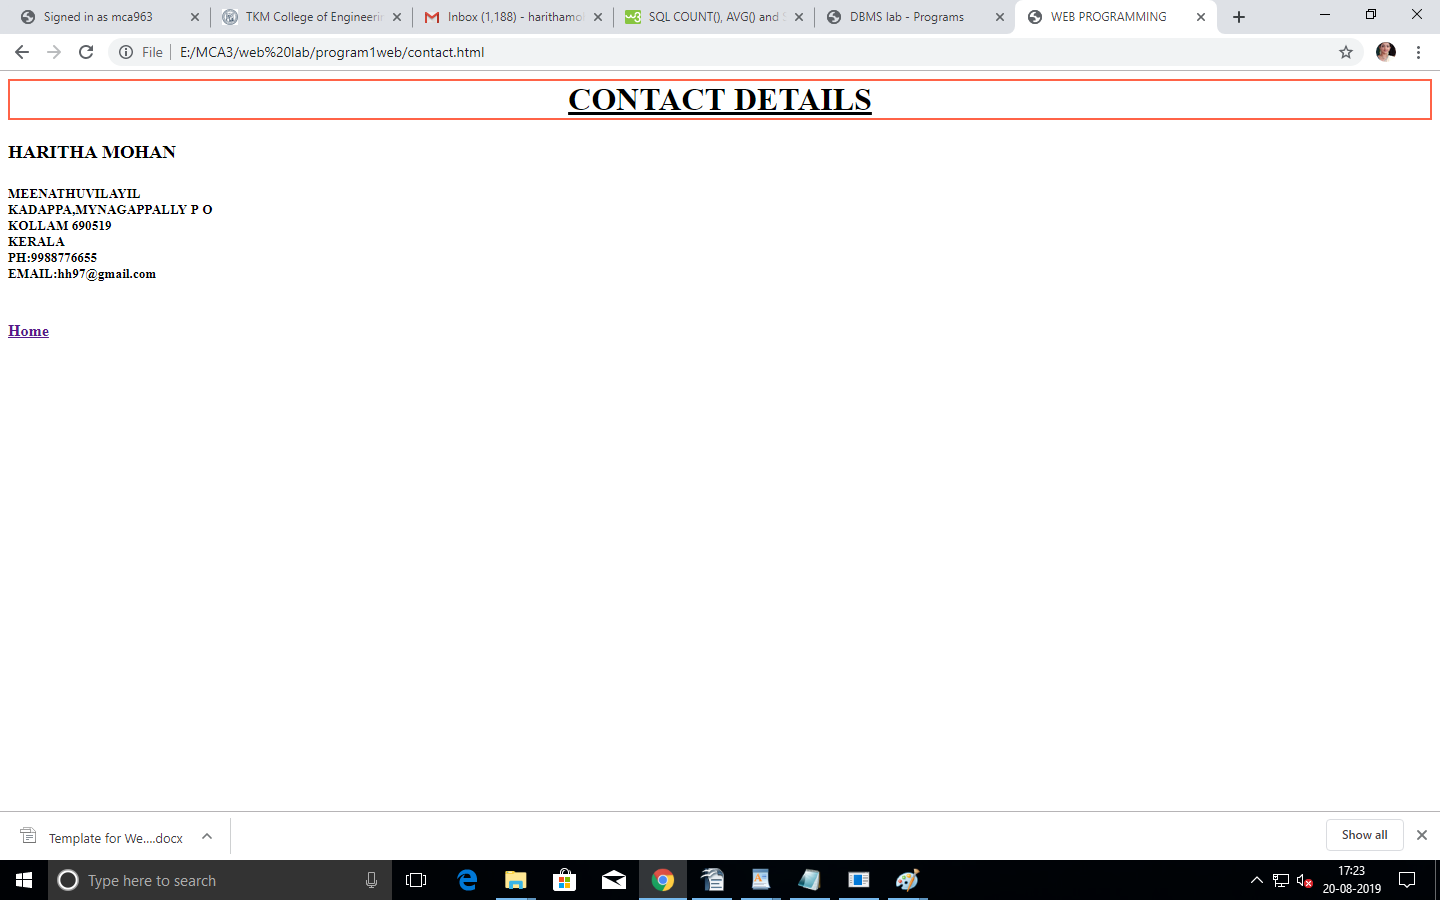 Signed in as mca963
TKM College of Engineerin
Inbox (1,188) - harithamol
SQL COUNT(), AVG() and S
DBMS lab - Programs
WEB PROGRAMMING
File
E:/MCA3/web%20lab/program1web/contact.html
CONTACT DETAILS
HARITHA MOHAN
MEENATHUVILAYIL
KADAPPA,MYNAGAPPALLY P O
KOLLAM 690519
KERALA
PH:9988776655
EMAIL:hh97@gmail.com
Home
Template for We....docx
Show all
Type here to search
17:23
20-08-2019